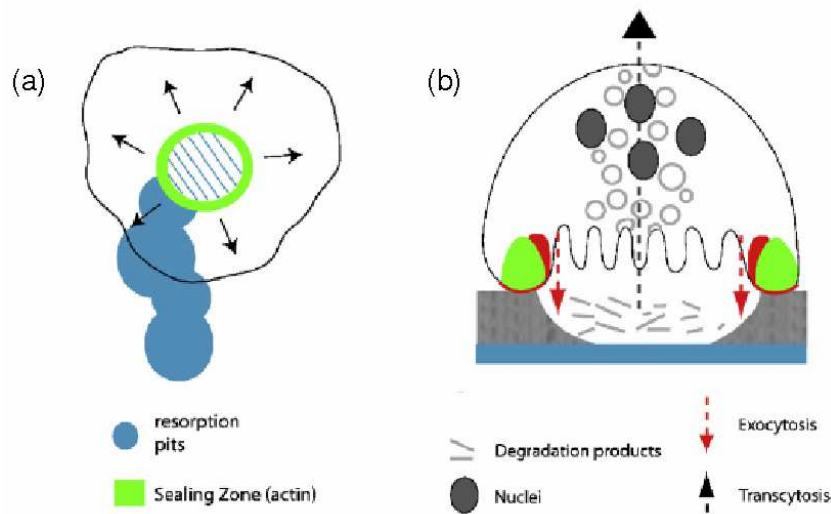 (a)
(b)
resorption
pits
Sealing Zone (actin)
Degradation products
Nuclei
Exocytosis
Transcytosis